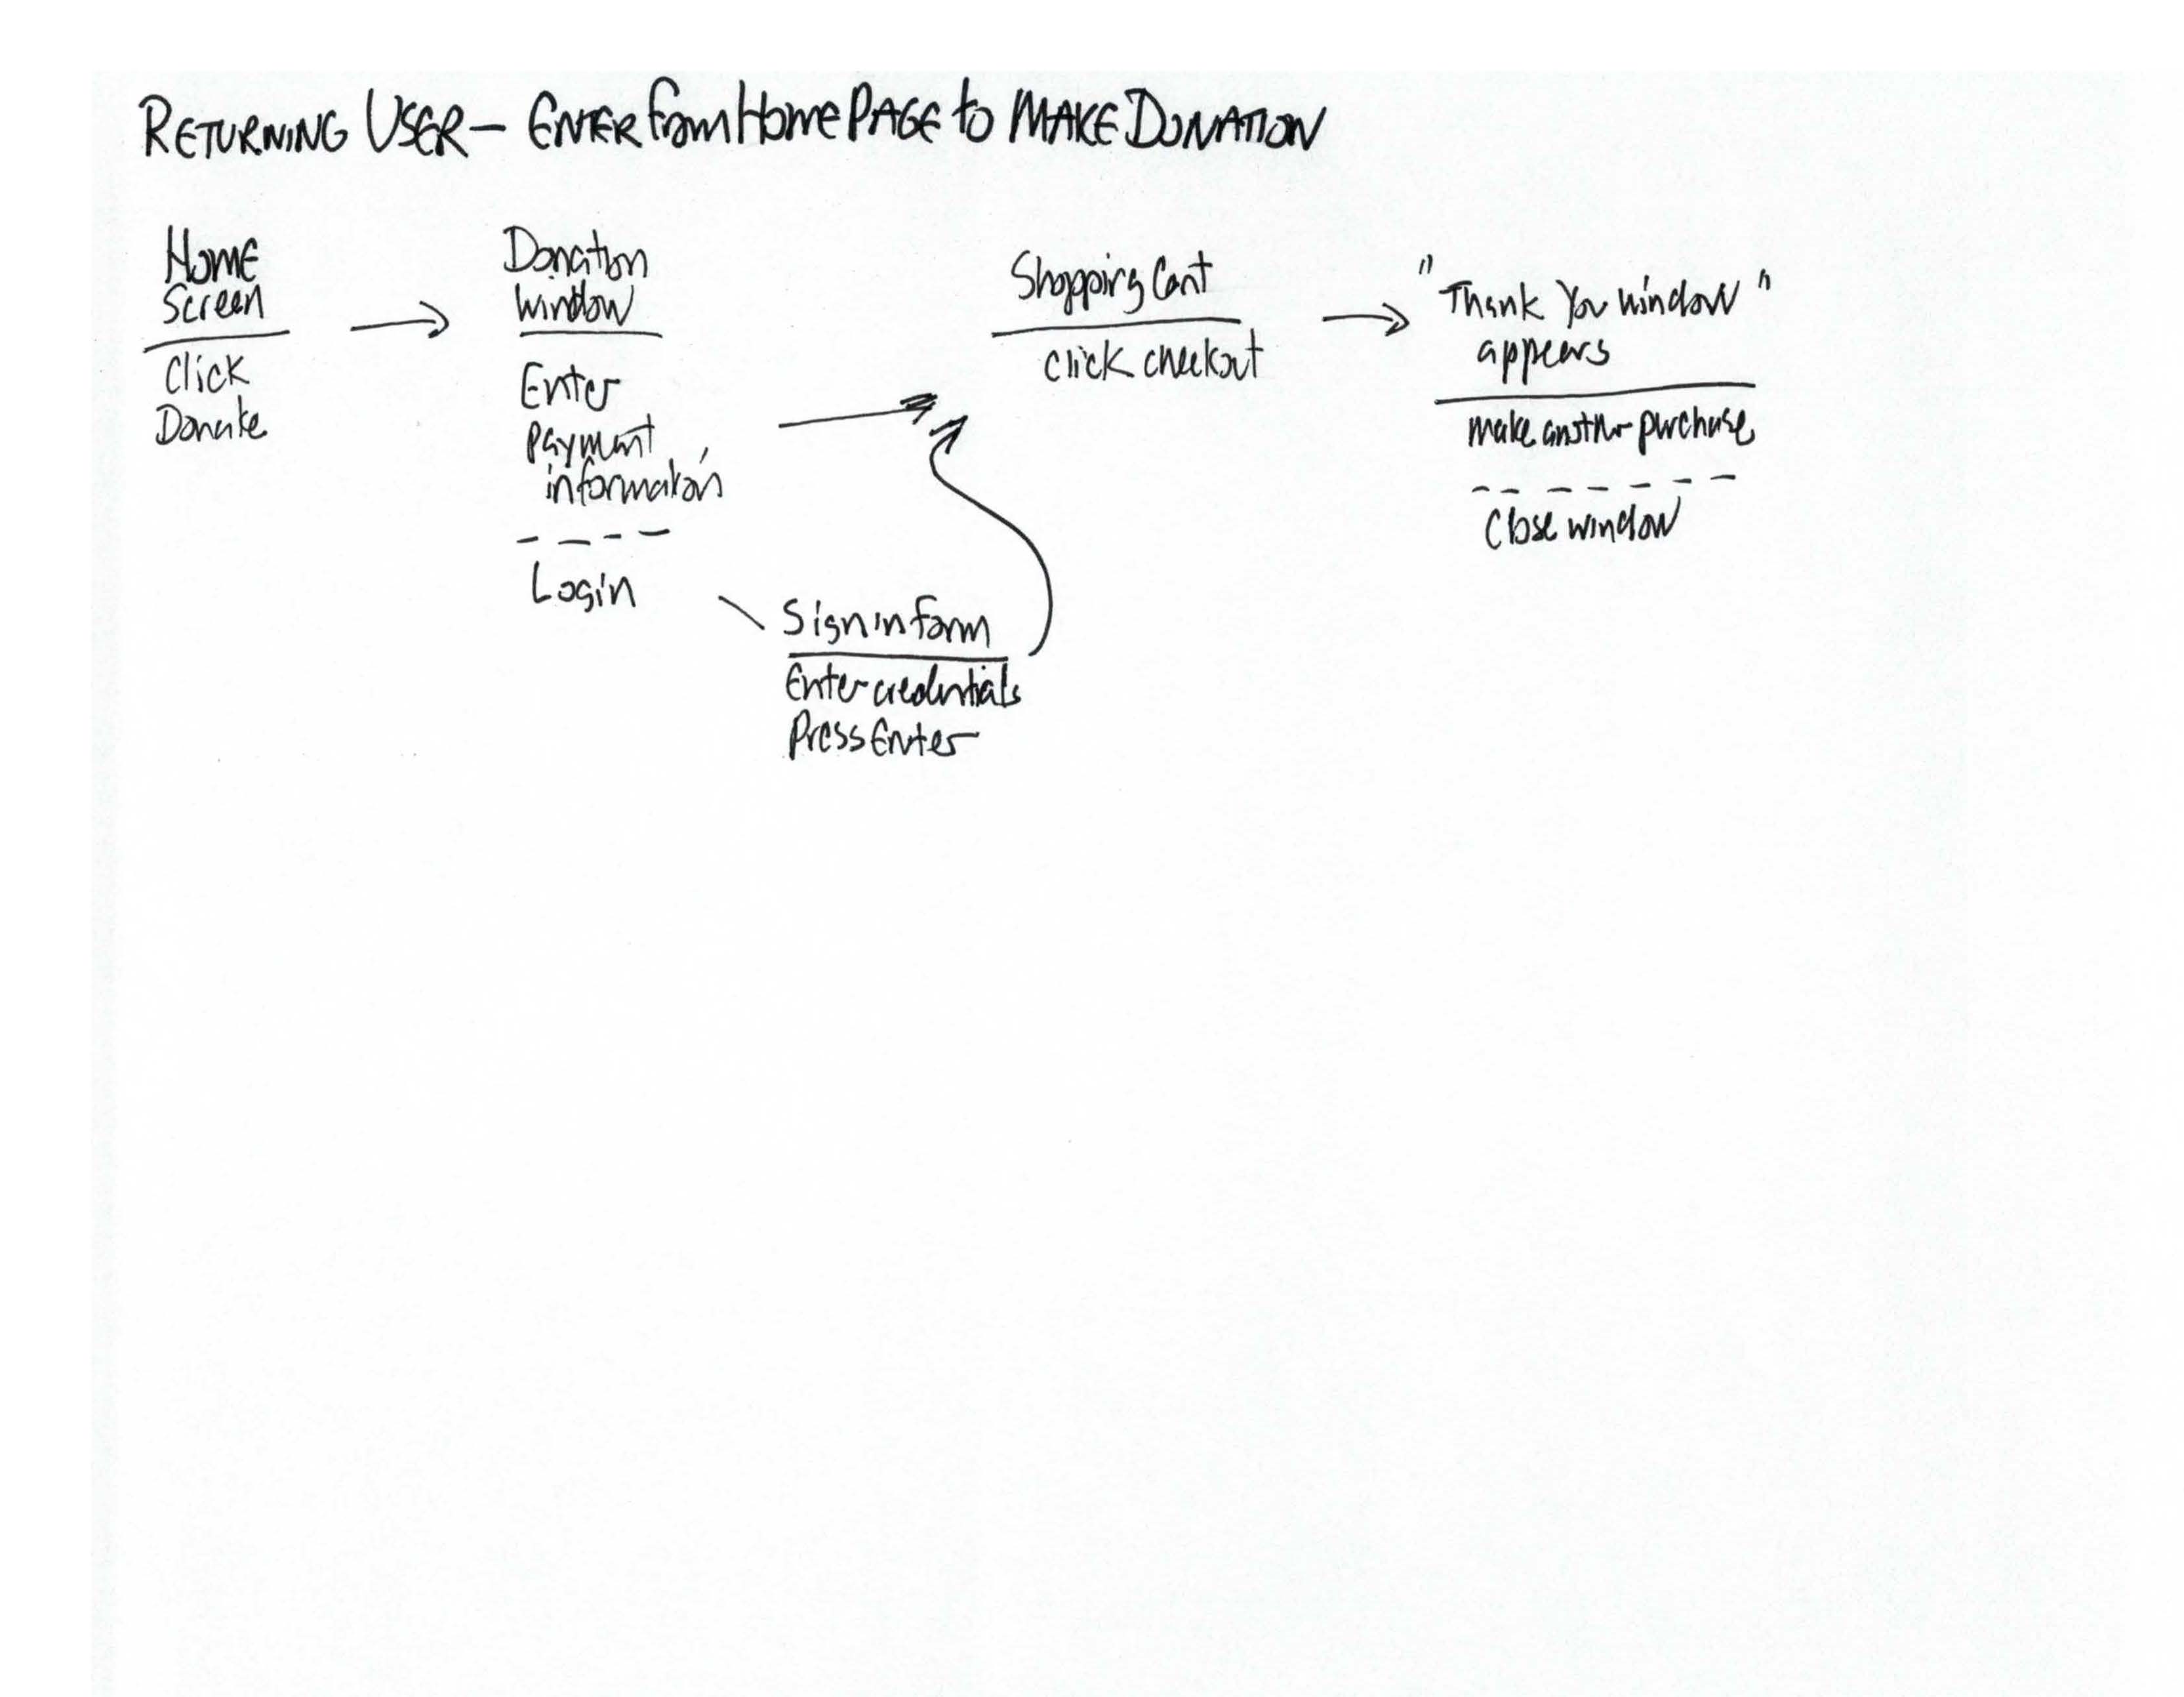 RETURNING USER – ENTER from Home PAGE to MAKE DONATION
Home
Screen
Click
Donate
Donation
Window
Enter
Payment
information
Login
Sign in form
Enter credentials
Press Enter
Shopping Cart
click checkout
"Thank You window"
appears
make another purchase
Close window